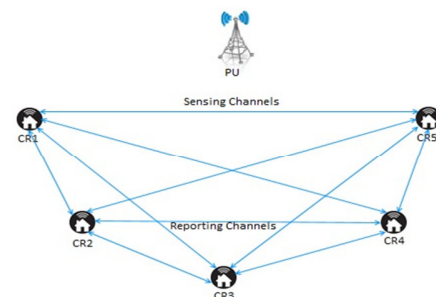 PU
Sensing Channels
CR1
CR5
Reporting Channels
CR2
CR4
CR3